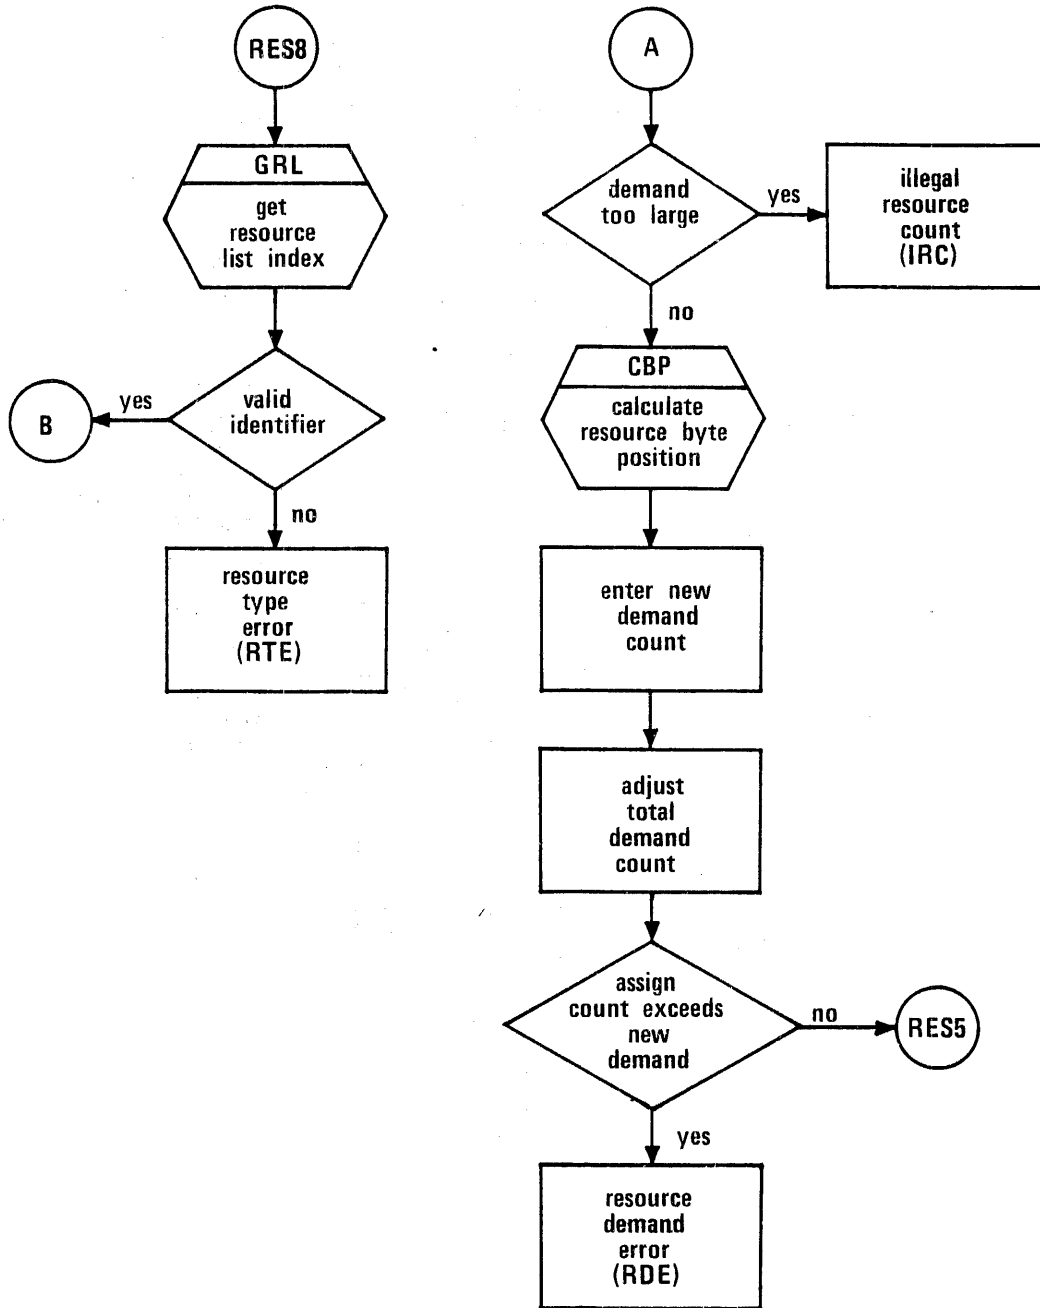 RES8
GRL
get
resource
list index
yes
B
valid
identifier
no
resource
type
error
(RTE)
A
demand
too large
yes
illegal
resource
count
(IRC)
no
CBP
calculate
resource byte
position
enter new
demand
count
adjust
total
demand
count
assign
count exceeds
new
demand
no
RES5
yes
resource
demand
error
(RDE)